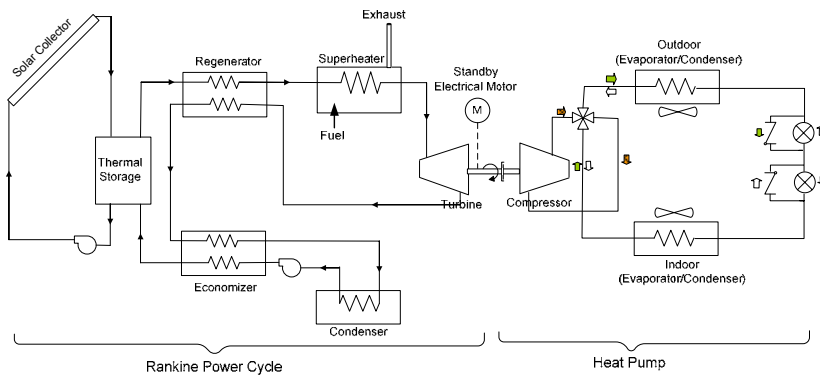 Exhaust
Solar Collector
Regenerator
Superheater
Standby
Electrical Motor
M
Outdoor
(Evaporator/Condenser)
Fuel
Thermal
Storage
Turbine
Compressor
Economizer
Condenser
Indoor
(Evaporator/Condenser)
Rankine Power Cycle
Heat Pump